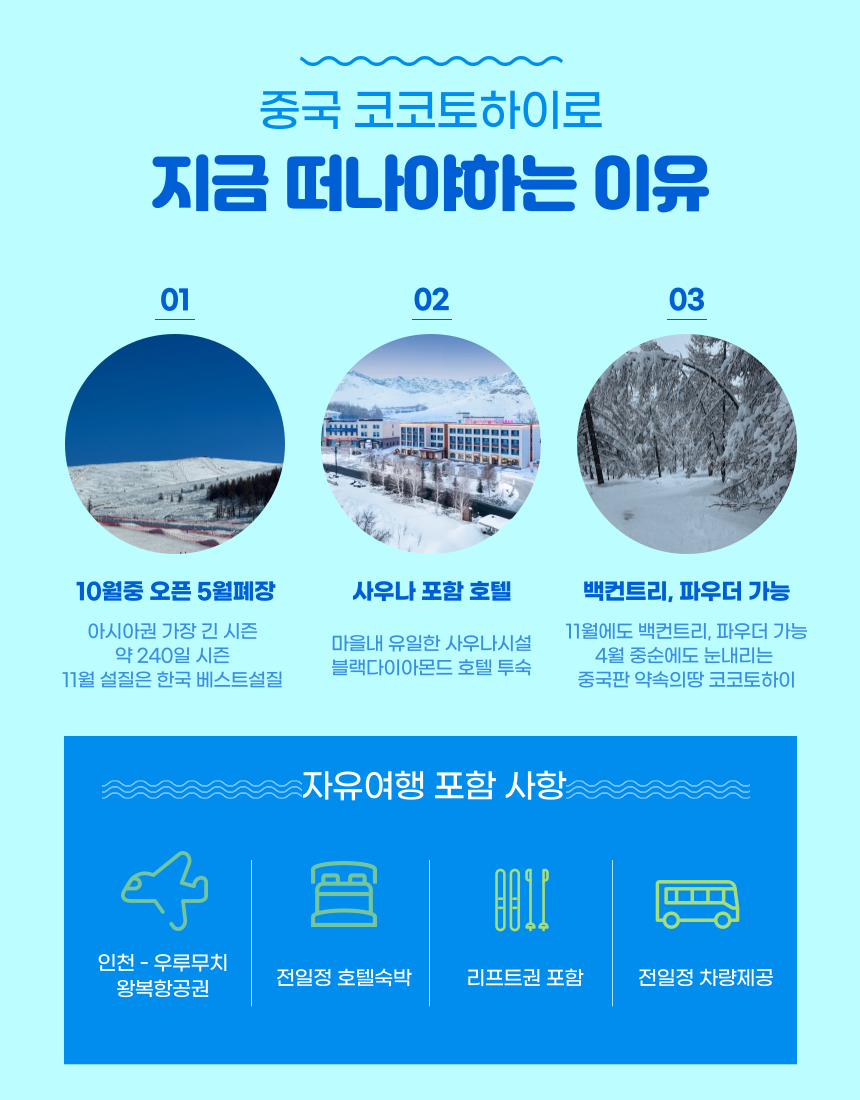 중국 코코토하이로
지금 떠나야하는 이유
01
02
03
10월중 오픈 5월폐장
사우나 포함 호텔
백컨트리, 파우더 가능
아시아권 가장 긴 시즌
약 240일 시즌
11월 설질은 한국 베스트설질
마을내 유일한 사우나시설
블랙다이아몬드 호텔 투숙
11월에도 백컨트리, 파우더 가능
4월 중순에도 눈내리는
중국판 약속의땅 코코토하이
자유여행 포함 사항
인천 - 우루무치
왕복항공권
전일정 호텔숙박
리프트권 포함
전일정 차량제공